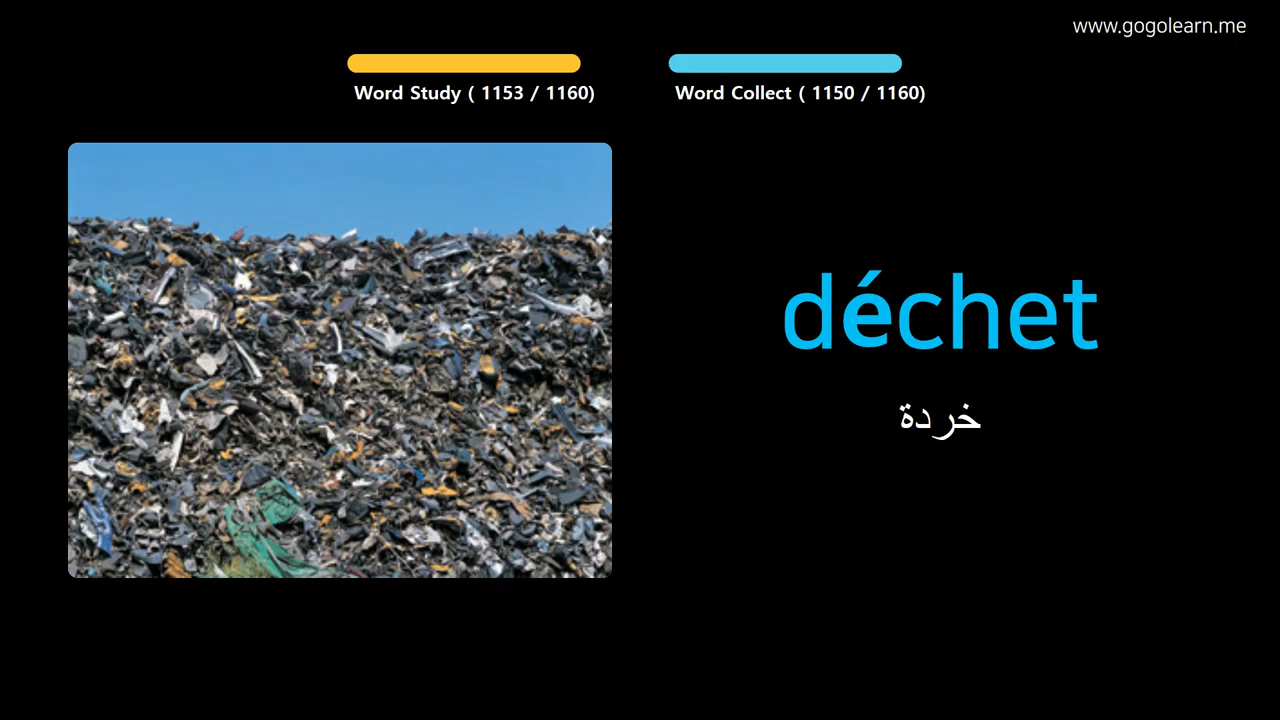 www.gogolearn.me
Word Study ( 1153 / 1160)
Word Collect ( 1150 / 1160)
déchet
خردة